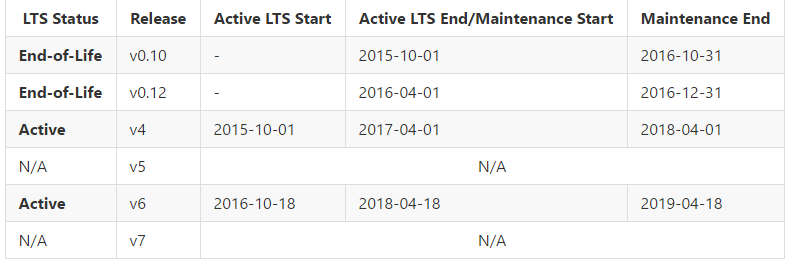 LTS Status Release Active LTS Start Active LTS End/Maintenance Start Maintenance End
End-of-Life v0.10 - 2015-10-01 2016-10-31
End-of-Life v0.12 - 2016-04-01 2016-12-31
Active v4 2015-10-01 2017-04-01 2018-04-01
N/A v5 N/A
Active v6 2016-10-18 2018-04-18 2019-04-18
N/A v7 N/A